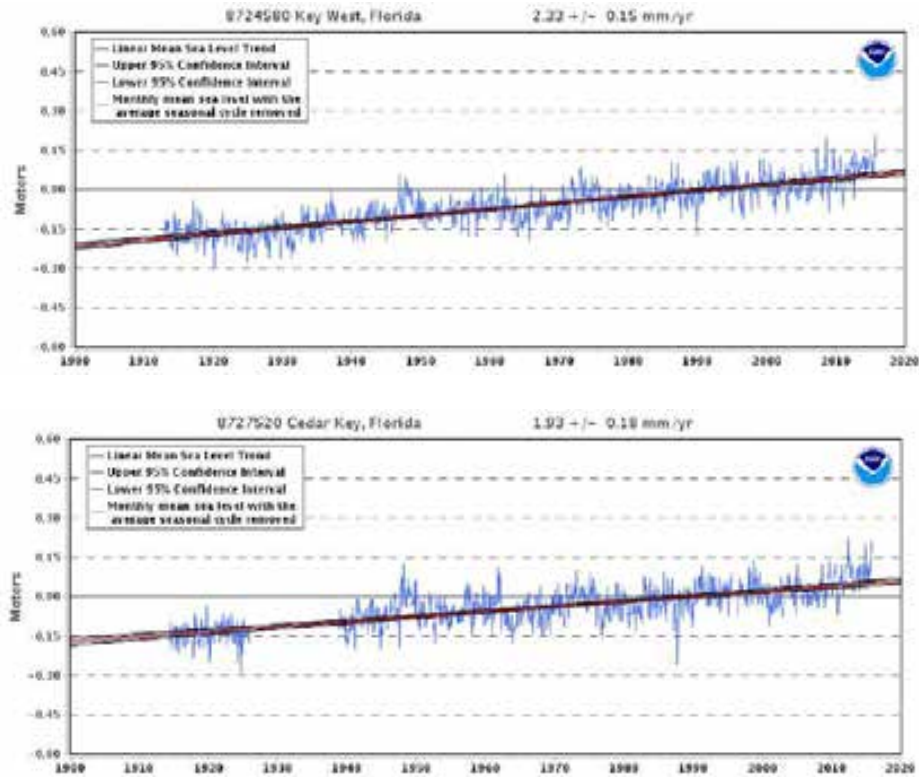 8724580 Key West, Florida 2.33 +/- 0.15 mm/yr
0.60
Linear Mean Sea Level Trend
Upper 95% Confidence Interval
Lower 95% Confidence Interval
Monthly mean sea level with the
average seasonal cycle removed
0.45
0.30
0.15
0.00
-0.15
-0.30
-0.45
-0.60
Meters
1900 1910 1920 1930 1940 1950 1960 1970 1980 1990 2000 2010 2020
8727520 Cedar Key, Florida 1.93 +/- 0.18 mm/yr
0.60
Linear Mean Sea Level Trend
Upper 95% Confidence Interval
Lower 95% Confidence Interval
Monthly mean sea level with the
average seasonal cycle removed
0.45
0.30
0.15
0.00
-0.15
-0.30
-0.45
-0.60
Meters
1900 1910 1920 1930 1940 1950 1960 1970 1980 1990 2000 2010 2020